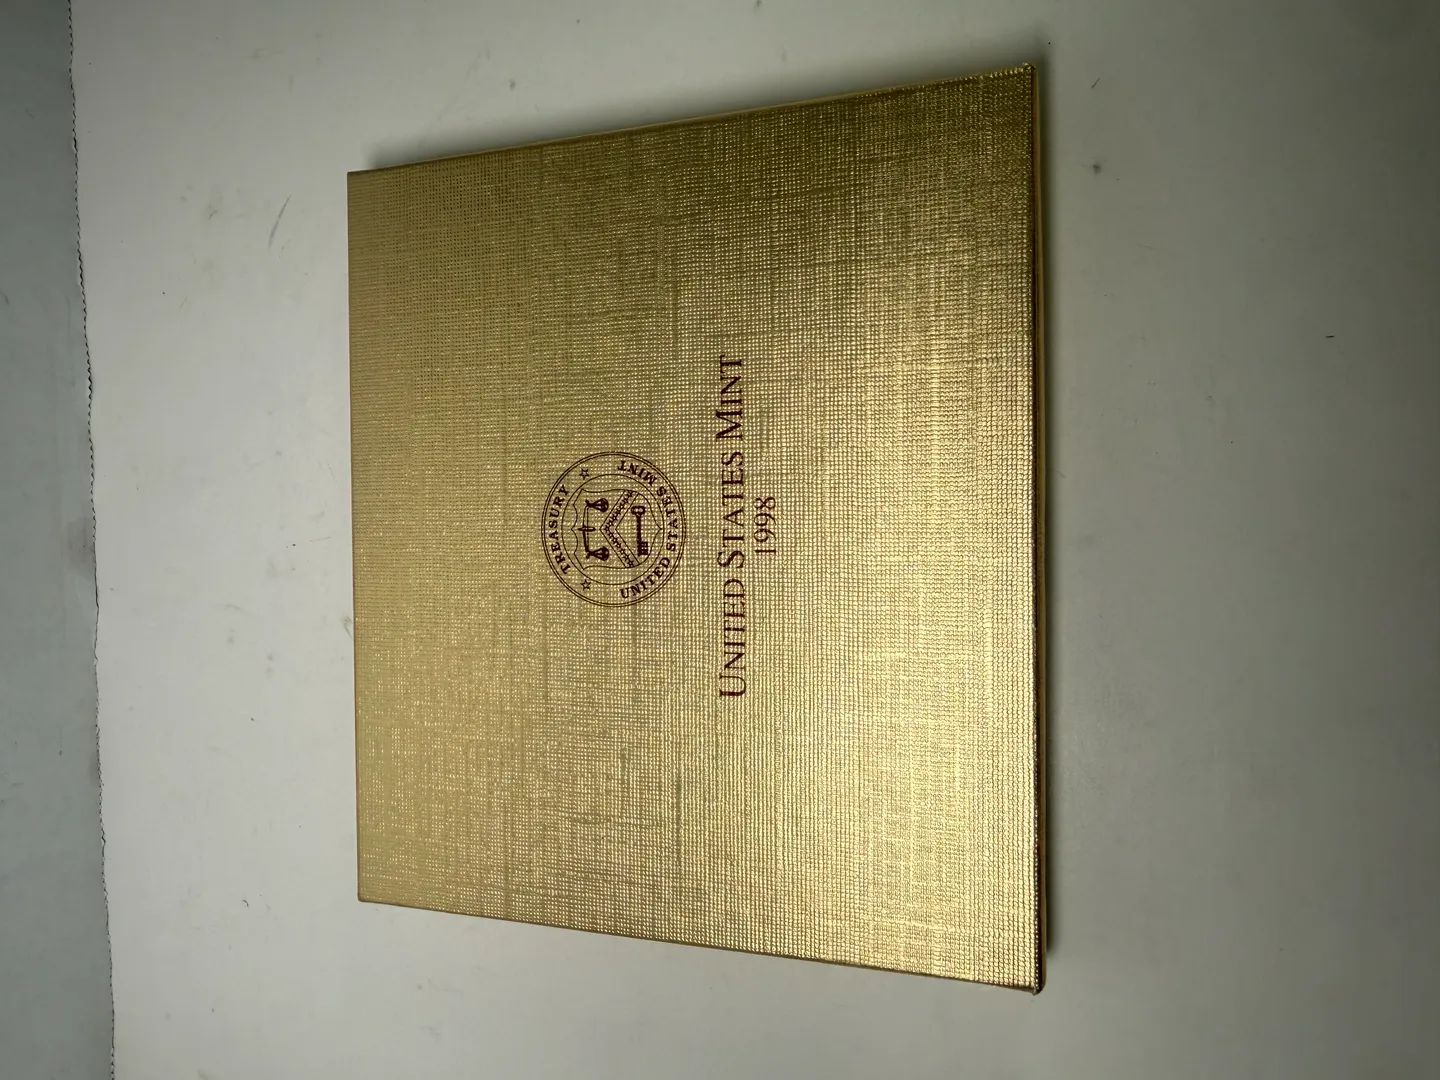 TREASURY
UNITED STATES MINT
UNITED STATES MINT
1998